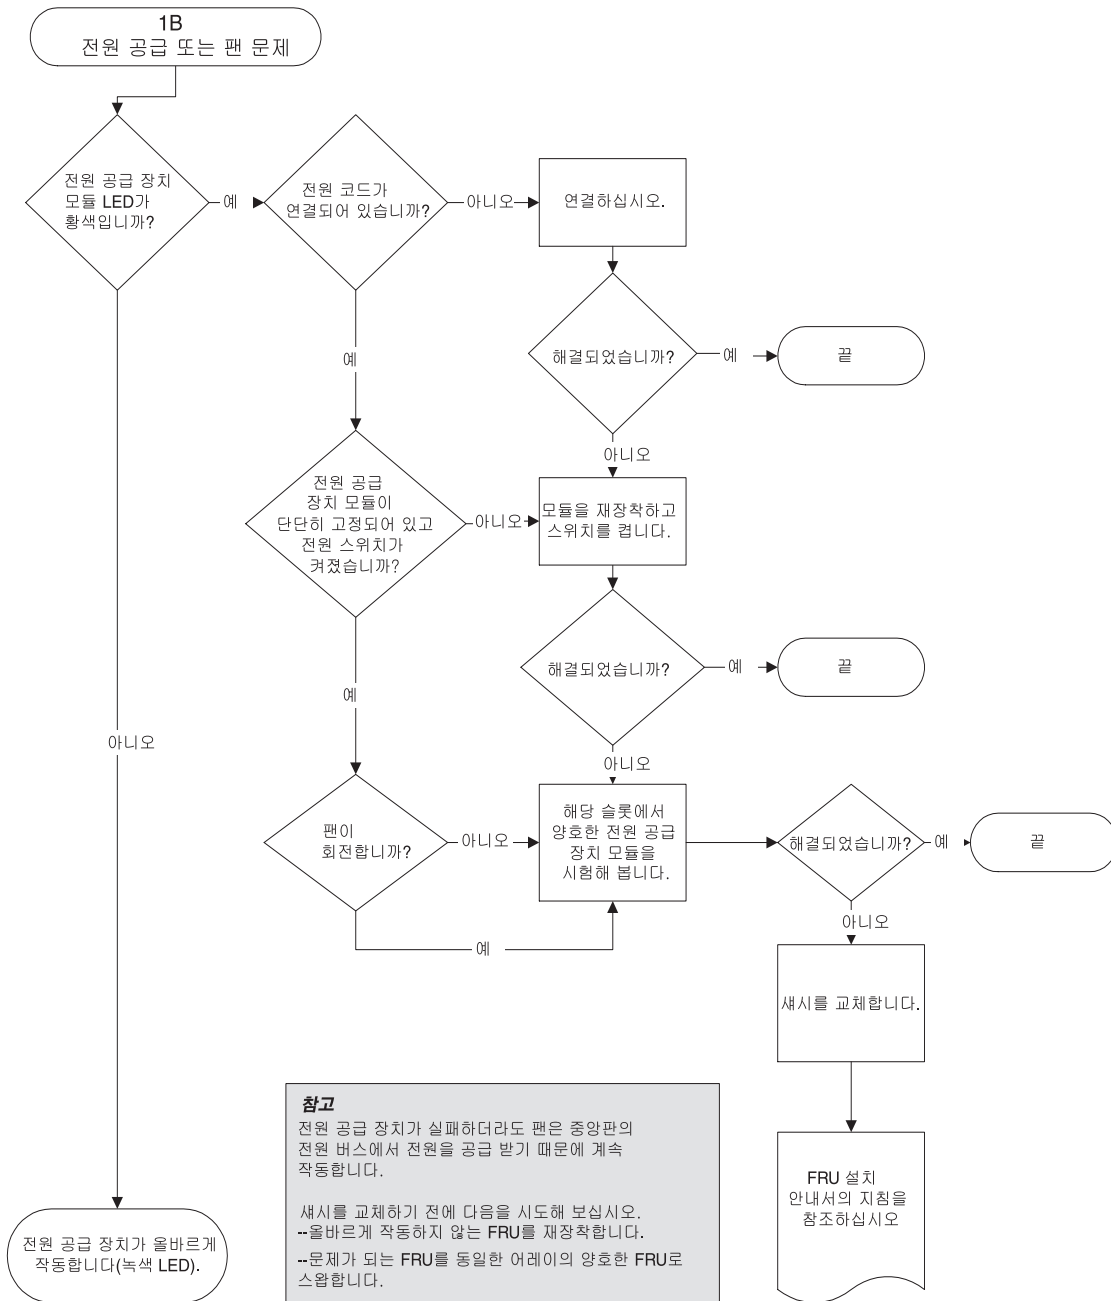 1B
전원 공급 또는 팬 문제
전원 공급 장치
모듈 LED가
황색입니까?
예
전원 코드가
연결되어 있습니까?
아니오
연결하십시오.
해결되었습니까?
예
끝
예
아니오
전원 공급
장치 모듈이
단단히 고정되어 있고
전원 스위치가
켜졌습니까?
아니오
모듈을 재장착하고
스위치를 켭니다.
해결되었습니까?
예
끝
예
아니오
아니오
팬이
회전합니까?
아니오
해당 슬롯에서
양호한 전원 공급
장치 모듈을
시험해 봅니다.
해결되었습니까?
예
끝
예
아니오
섀시를 교체합니다.
FRU 설치
안내서의 지침을
참조하십시오
참고
전원 공급 장치가 실패하더라도 팬은 중앙판의
전원 버스에서 전원을 공급 받기 때문에 계속
작동합니다.
섀시를 교체하기 전에 다음을 시도해 보십시오.
--올바르게 작동하지 않는 FRU를 재장착합니다.
--문제가 되는 FRU를 동일한 어레이의 양호한 FRU로
스왑합니다.
전원 공급 장치가 올바르게
작동합니다(녹색 LED).